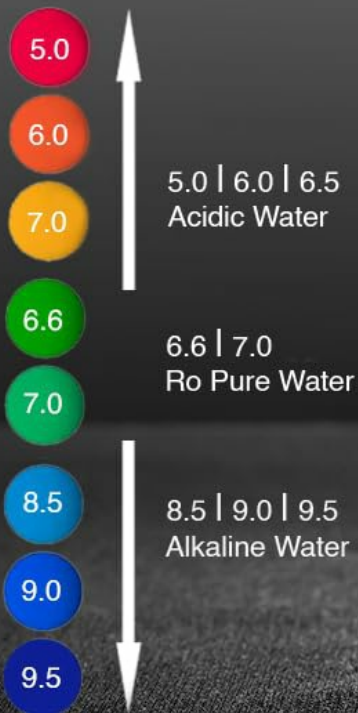 5.0
6.0
7.0
5.0 | 6.0 | 6.5
Acidic Water
6.6
7.0
6.6 | 7.0
Ro Pure Water
8.5
9.0
9.5
8.5 | 9.0 | 9.5
Alkaline Water